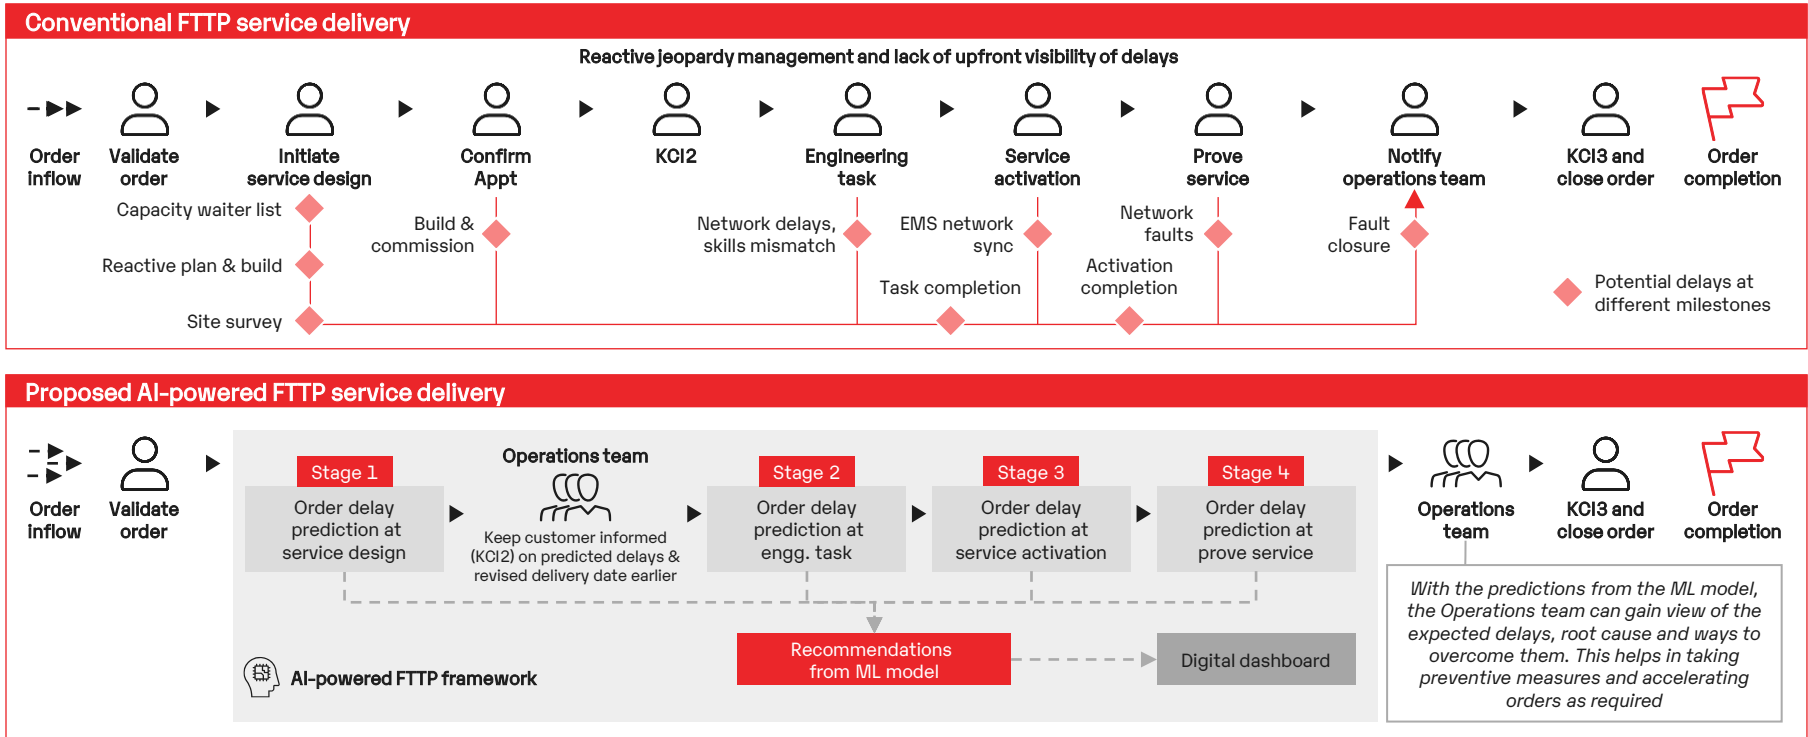 Conventional FTTP service delivery
Reactive jeopardy management and lack of upfront visibility of delays
Order
inflow
Validate
order
Initiate
service design
Confirm
Appt
KCI2
Engineering
task
Service
activation
Prove
service
Notify
operations team
KCI3 and
close order
Order
completion
Capacity waiter list
Reactive plan & build
Site survey
Build &
commission
Network delays,
skills mismatch
Task completion
EMS network
sync
Activation
completion
Network
faults
Fault
closure
Potential delays at
different milestones
Proposed AI-powered FTTP service delivery
Order
inflow
Validate
order
Stage 1
Order delay
prediction at
service design
Operations team
Keep customer informed
(KCI2) on predicted delays &
revised delivery date earlier
Stage 2
Order delay
prediction at
engg. task
Stage 3
Order delay
prediction at
service activation
Stage 4
Order delay
prediction at
prove service
Operations
team
KCI3 and
close order
Order
completion
Recommendations
from ML model
Digital dashboard
AI-powered FTTP framework
With the predictions from the ML model,
the Operations team can gain view of the
expected delays, root cause and ways to
overcome them. This helps in taking
preventive measures and accelerating
orders as required